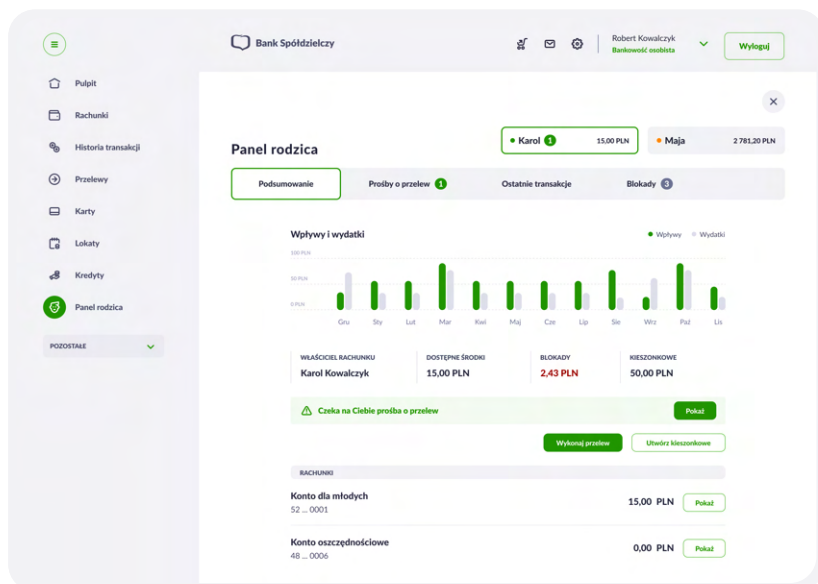 Bank Spółdzielczy
Robert Kowalczyk
Bankowość osobista
Wyloguj
Pulpit
Rachunki
Historia transakcji
Przelewy
Karty
Lokaty
Kredyty
Panel rodzica
POZOSTAŁE
Panel rodzica
Karol 1 15,00 PLN
Maja 2 781,20 PLN
Podsumowanie
Prośby o przelew 1
Ostatnie transakcje
Blokady 3
Wpływy i wydatki
Wpływy Wydatki
100 PLN
50 PLN
0 PLN
Gru Sty Lut Mar Kwi Maj Cze Lip Sie Wrz Paź Lis
WŁAŚCICIEL RACHUNKU
Karol Kowalczyk
DOSTĘPNE ŚRODKI
15,00 PLN
BLOKADY
2,43 PLN
KIESZONKOWE
50,00 PLN
Czeka na Ciebie prośba o przelew
Pokaż
Wykonaj przelew
Utwórz kieszonkowe
RACHUNKI
Konto dla młodych
52 ... 0001
15,00 PLN
Pokaż
Konto oszczędnościowe
48 ... 0006
0,00 PLN
Pokaż